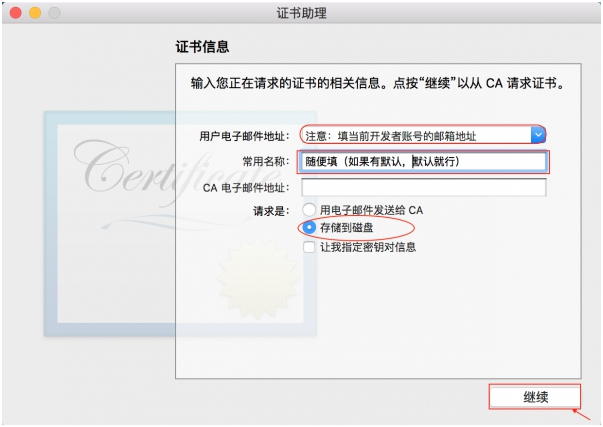 证书助理
证书信息
输入您正在请求的证书的相关信息。点按“继续”以从 CA 请求证书。
用户电子邮件地址： 注意：填当前开发者账号的邮箱地址
常用名称： 随便填（如果有默认，默认就行）
CA 电子邮件地址：
请求是： 用电子邮件发送给 CA
存储到磁盘
让我指定密钥对信息
Certificate
继续